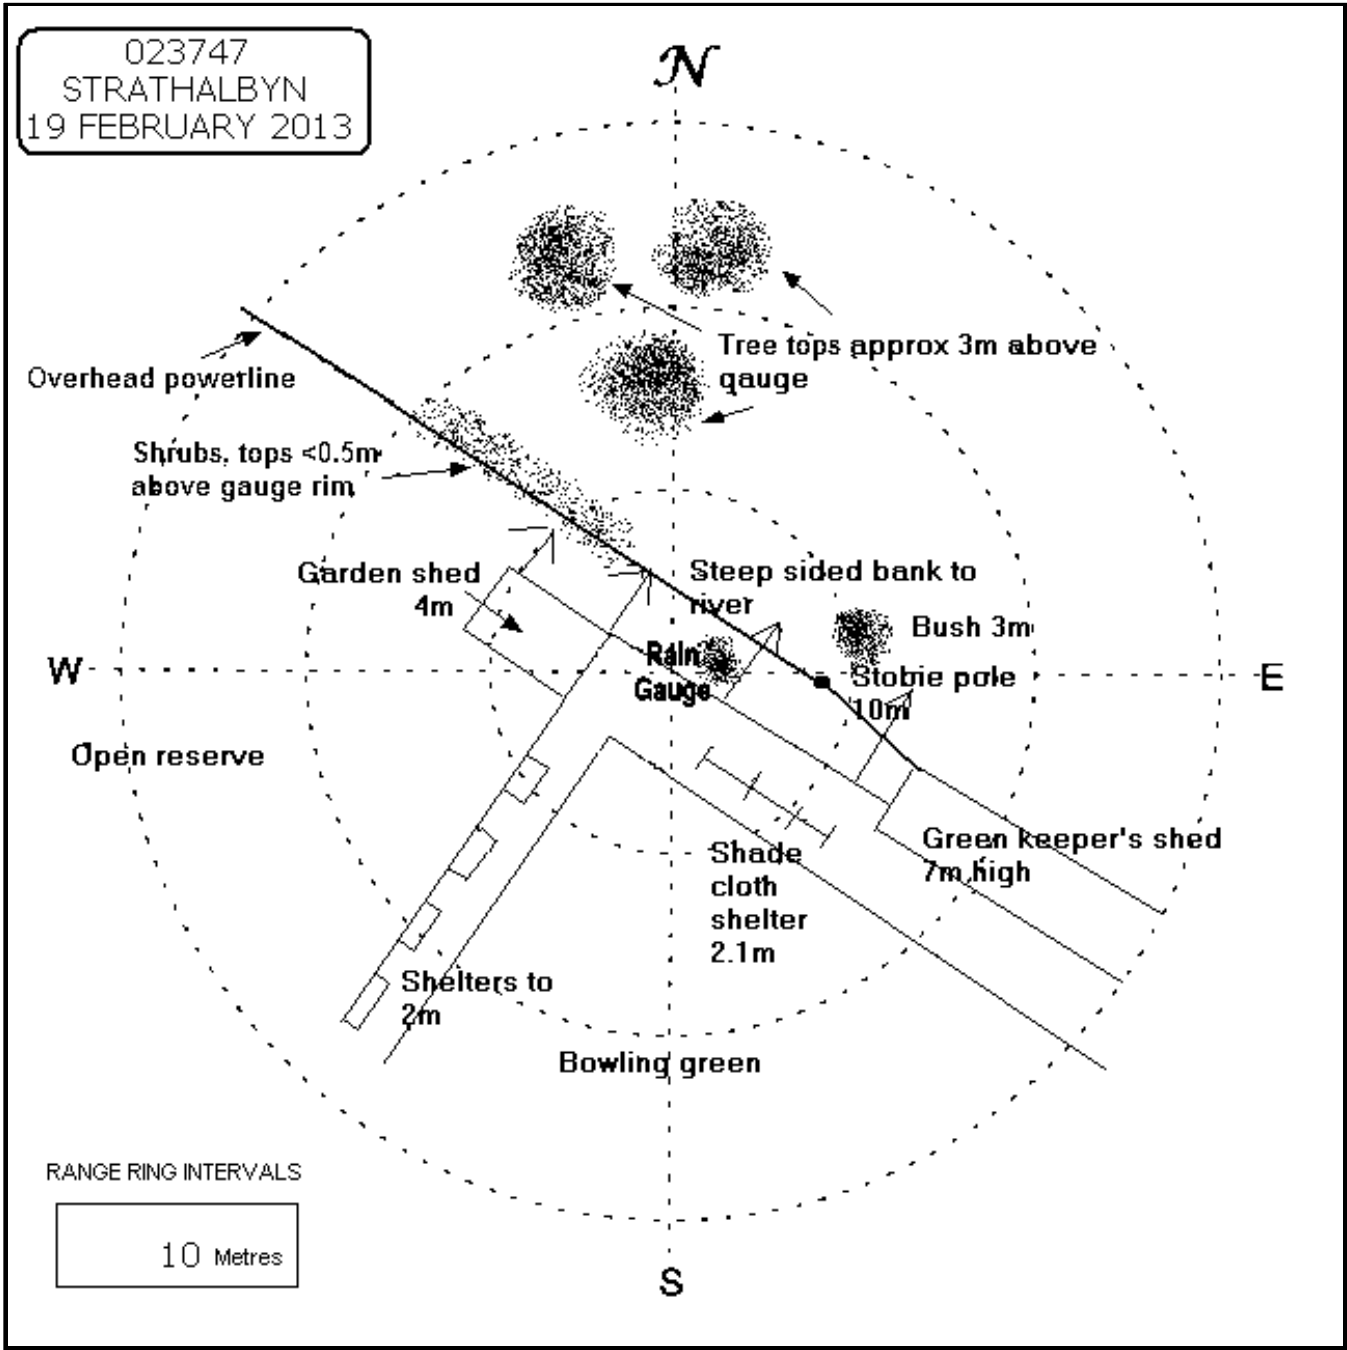 023747
STRATHALBYN
19 FEBRUARY 2013
N
Tree tops approx 3m above
gauge
Overhead powerline
Shrubs, tops <0.5m
above gauge rim
Garden shed
4m
Steep sided bank to
river
Bush 3m
Rain
Gauge
W
E
Stobie pole
10m
Open reserve
Green keeper's shed
7m high
Shade
cloth
shelter
2.1m
Shelters to
2m
Bowling green
RANGE RING INTERVALS
10 Metres
S